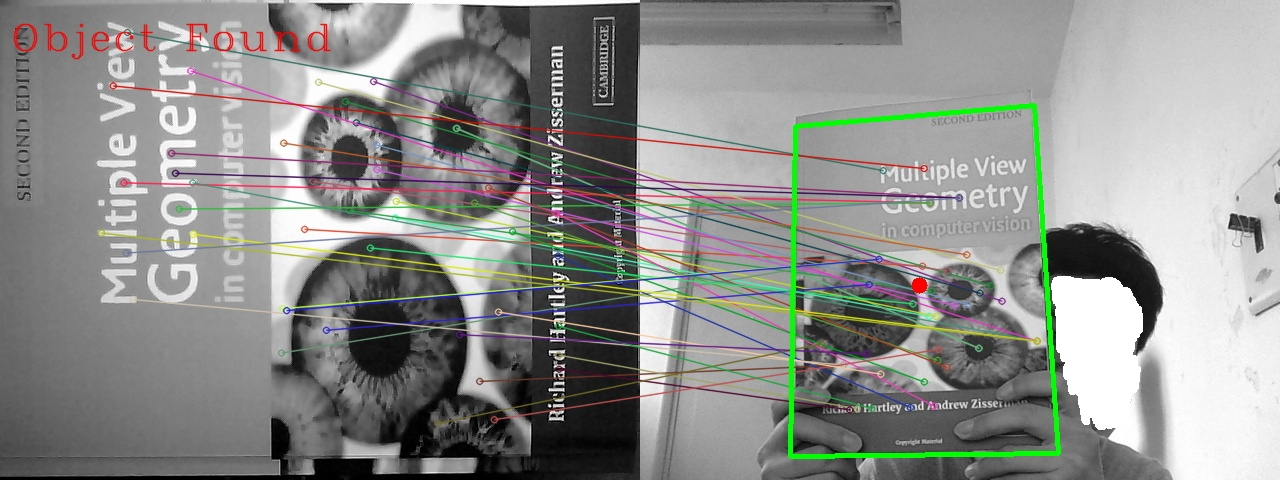 Object Found
SECOND EDITION
Multiple View
Geometry
in computer vision
Richard Hartley and Andrew Zisserman
CAMBRIDGE
Copyright Material
SECOND EDITION
Multiple View
Geometry
in computer vision
Richard Hartley and Andrew Zisserman
Copyright Material